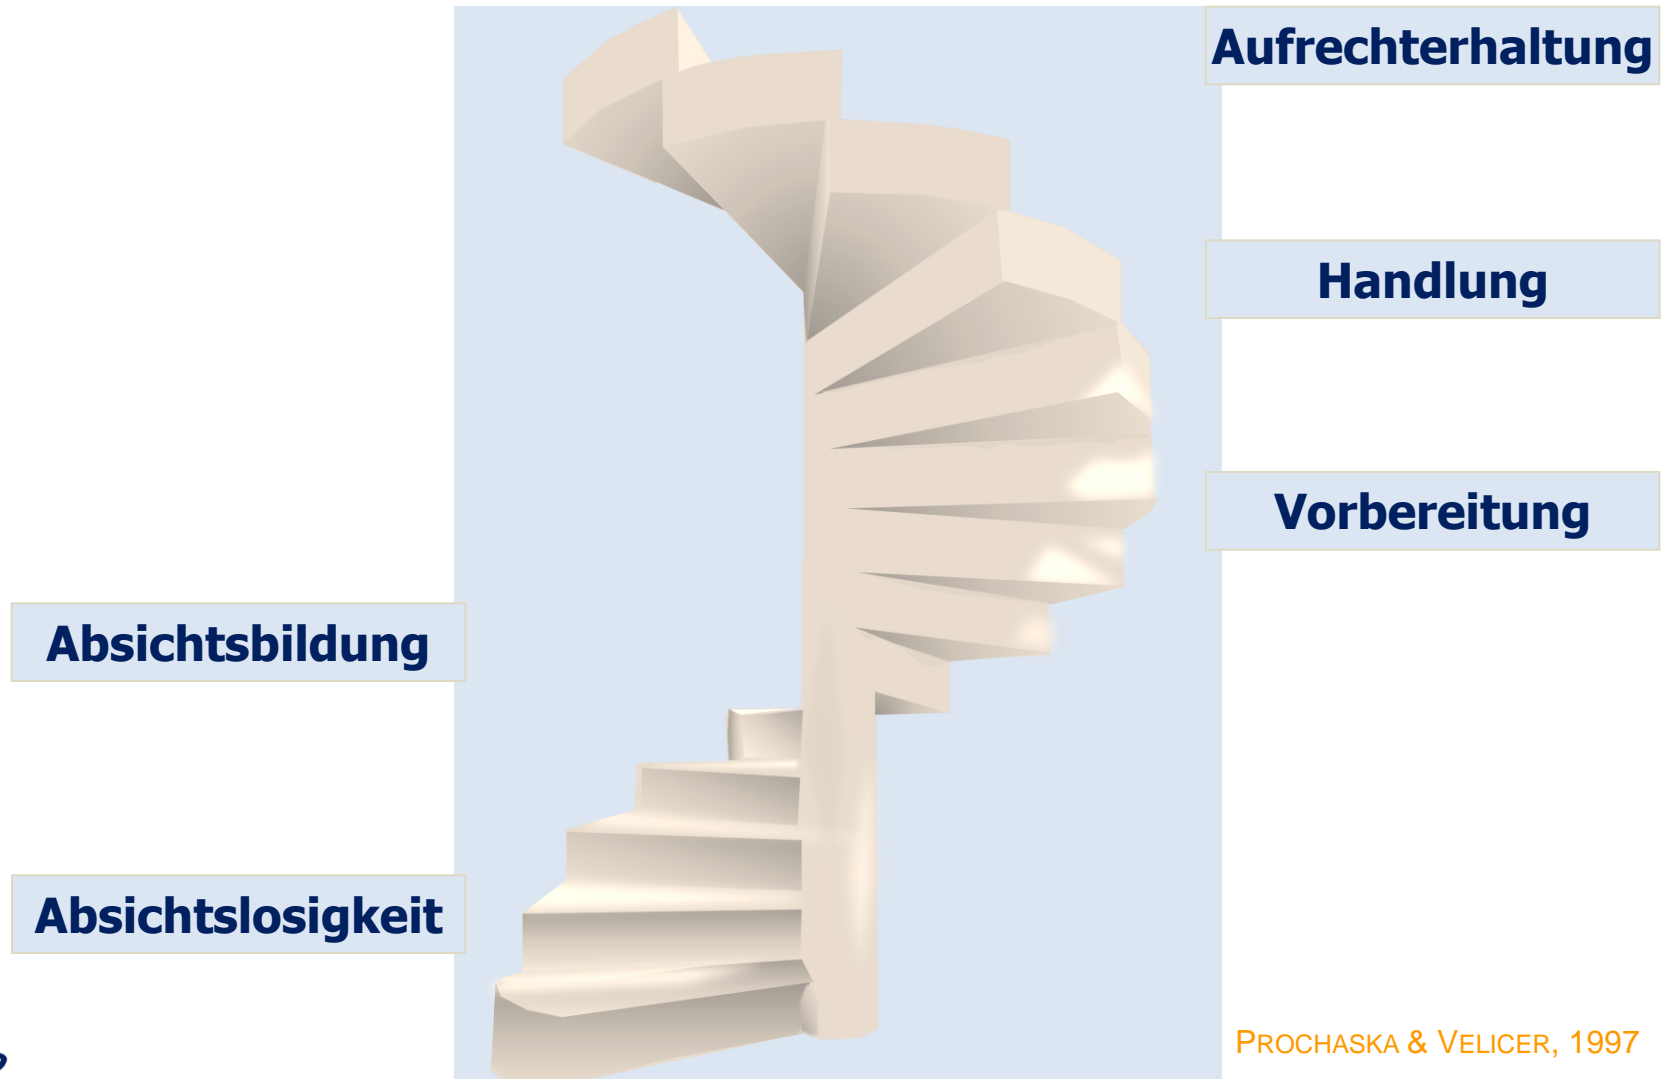 Aufrechterhaltung
Handlung
Vorbereitung
Absichtsbildung
Absichtslosigkeit
PROCHASKA & VELICER, 1997